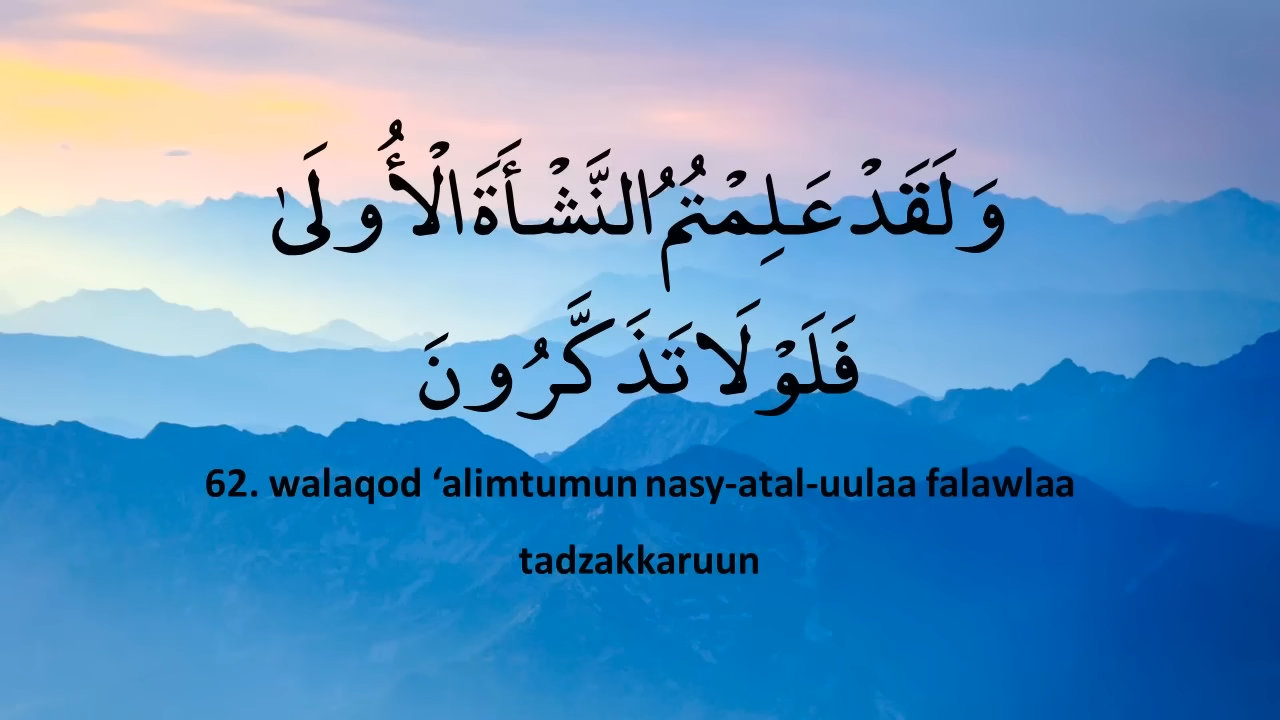 وَلَقَدْ عَلِمْتُمُ النَّشْأَةَ الْأُولَىٰ
فَلَوْلَا تَذَكَّرُونَ
62. walaqod ‘alimtumun nasy-atal-uulaa falawlaa
tadzakkaruun